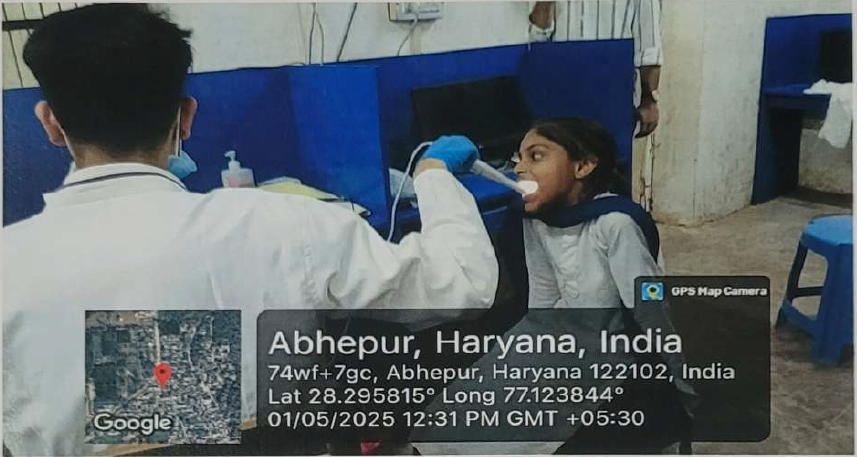 GPS Map Camera
Abhepur, Haryana, India
74wf+7gc, Abhepur, Haryana 122102, India
Lat 28.295815° Long 77.123844°
01/05/2025 12:31 PM GMT +05:30
Google